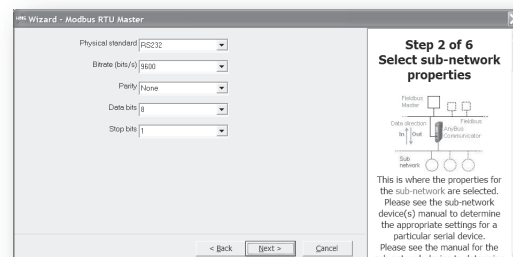 Wizard - Modbus RTU Master
Physical standard RS232
Bitrate (bits/s) 9600
Parity None
Data bits 8
Stop bits 1
< Back Next > Cancel
Step 2 of 6
Select sub-network
properties
Fieldbus
Master
Data direction
In Out
Fieldbus
AnyBus
Communicator
Sub
network
This is where the properties for
the sub-network are selected.
Please see the sub-network
device(s) manual to determine
the appropriate settings for a
particular serial device.
Please see the manual for the